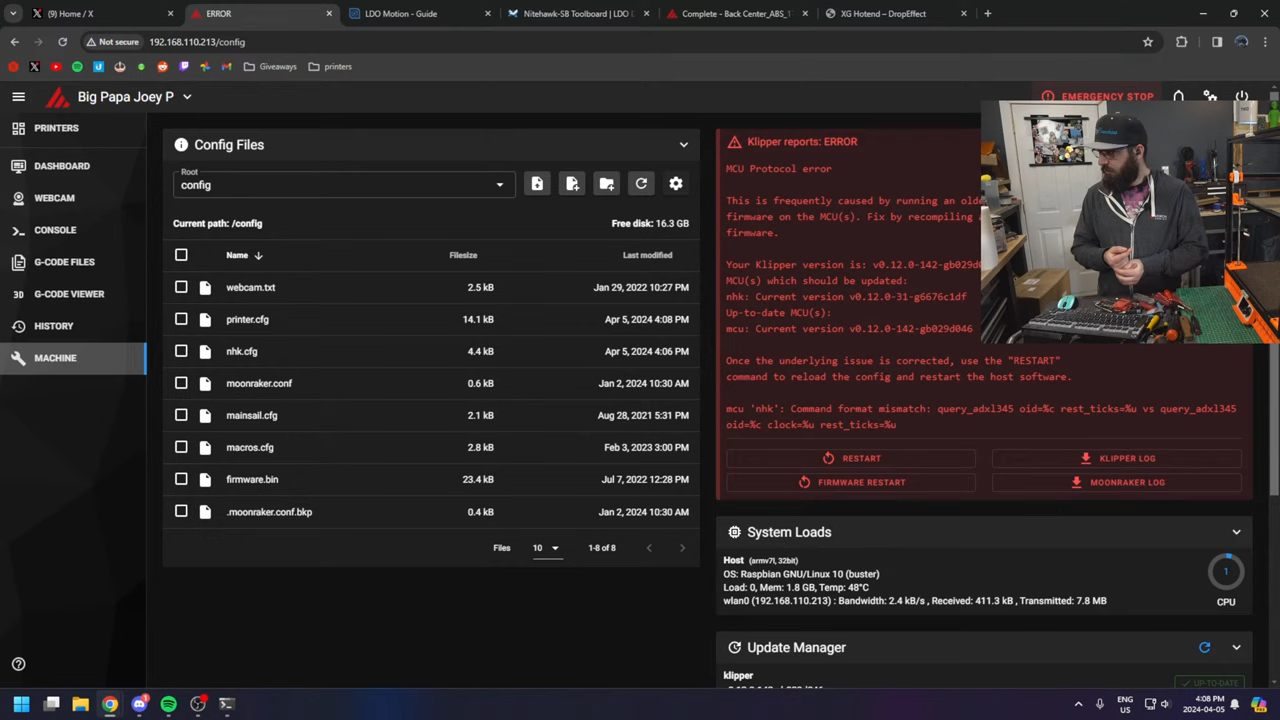 Home / X
ERROR
LDO Motion - Guide
Nitehawk-SB Toolboard | LDO D
Complete - Back Center_ABS_1
XG Hotend – DropEffect
Not secure
192.168.110.213/config
Giveaways
printers
Big Papa Joey P
EMERGENCY STOP
PRINTERS
DASHBOARD
WEBCAM
CONSOLE
G-CODE FILES
G-CODE VIEWER
HISTORY
MACHINE
Config Files
Root
config
Current path: /config
Free disk: 16.3 GB
Name
Filesize
Last modified
webcam.txt
2.5 kB
Jan 29, 2022 10:27 PM
printer.cfg
14.1 kB
Apr 5, 2024 4:08 PM
nhk.cfg
4.4 kB
Apr 5, 2024 4:06 PM
moonraker.conf
0.6 kB
Jan 2, 2024 10:30 AM
mainsail.cfg
2.1 kB
Aug 28, 2021 5:31 PM
macros.cfg
2.8 kB
Feb 3, 2023 3:00 PM
firmware.bin
23.4 kB
Jul 7, 2022 12:28 PM
.moonraker.conf.bkp
0.4 kB
Jan 2, 2024 10:30 AM
Files
10
1-8 of 8
Klipper reports: ERROR
MCU Protocol error
This is frequently caused by running an olde
firmware on the MCU(s). Fix by recompiling a
firmware.
Your Klipper version is: v0.12.0-142-gb029d0
MCU(s) which should be updated:
nhk: Current version v0.12.0-31-g6676c1df
Up-to-date MCU(s):
mcu: Current version v0.12.0-142-gb029d046
Once the underlying issue is corrected, use the "RESTART"
command to reload the config and restart the host software.
mcu 'nhk': Command format mismatch: query_adxl345 oid=%c rest_ticks=%u vs query_adxl345
oid=%c clock=%u rest_ticks=%u
RESTART
KLIPPER LOG
FIRMWARE RESTART
MOONRAKER LOG
System Loads
Host (armv7l, 32bit)
OS: Raspbian GNU/Linux 10 (buster)
Load: 0, Mem: 1.8 GB, Temp: 48°C
wlan0 (192.168.110.213) : Bandwidth: 2.4 kB/s , Received: 411.3 kB , Transmitted: 7.8 MB
1
CPU
Update Manager
klipper
UP-TO-DATE
ENG
US
4:08 PM
2024-04-05